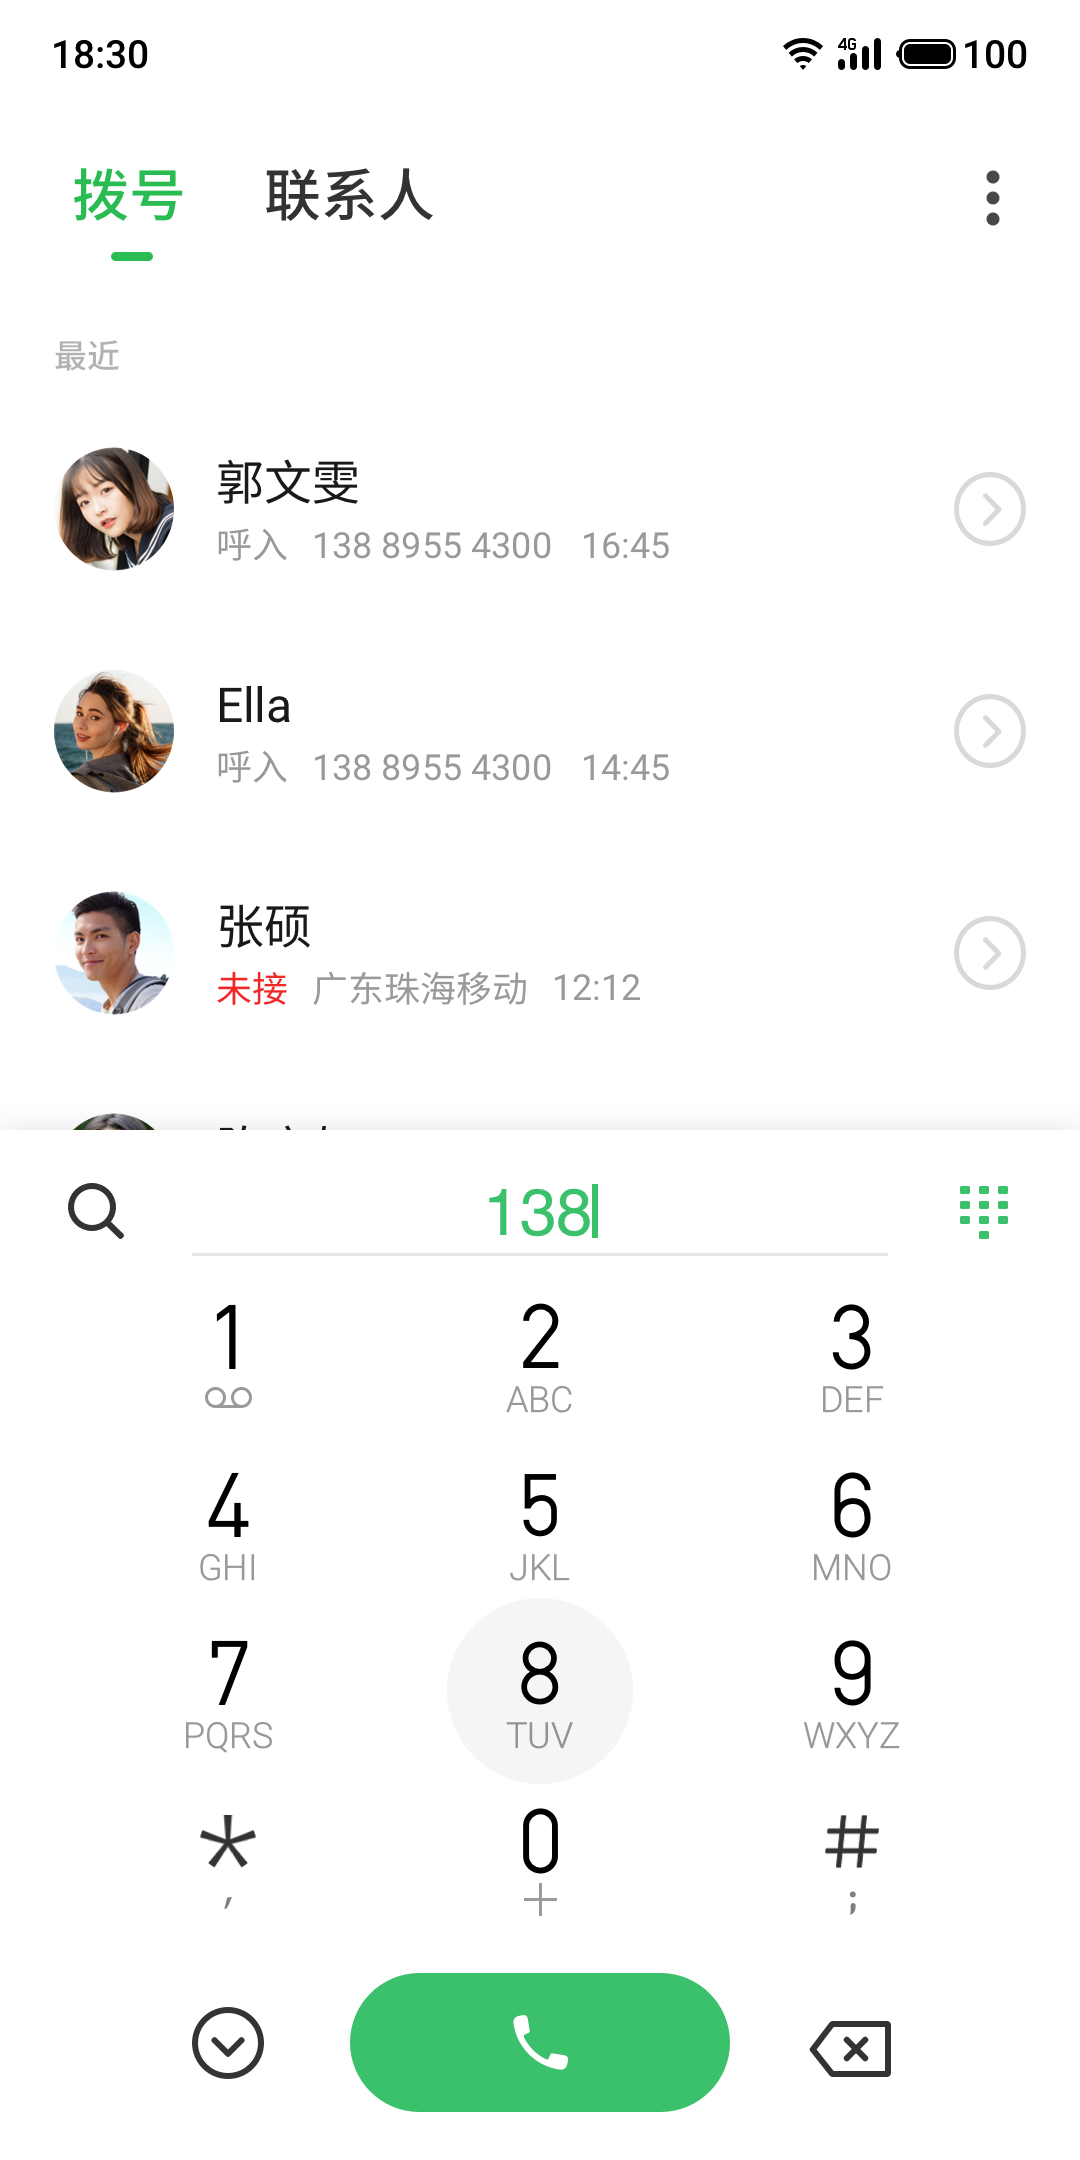 18:30 4G 100
拨号 联系人
最近
郭文雯
呼入 138 8955 4300 16:45
Ella
呼入 138 8955 4300 14:45
张硕
未接 广东珠海移动 12:12
138
1 2 3
ABC DEF
4 5 6
GHI JKL MNO
7 8 9
PQRS TUV WXYZ
* 0 #
, + ;